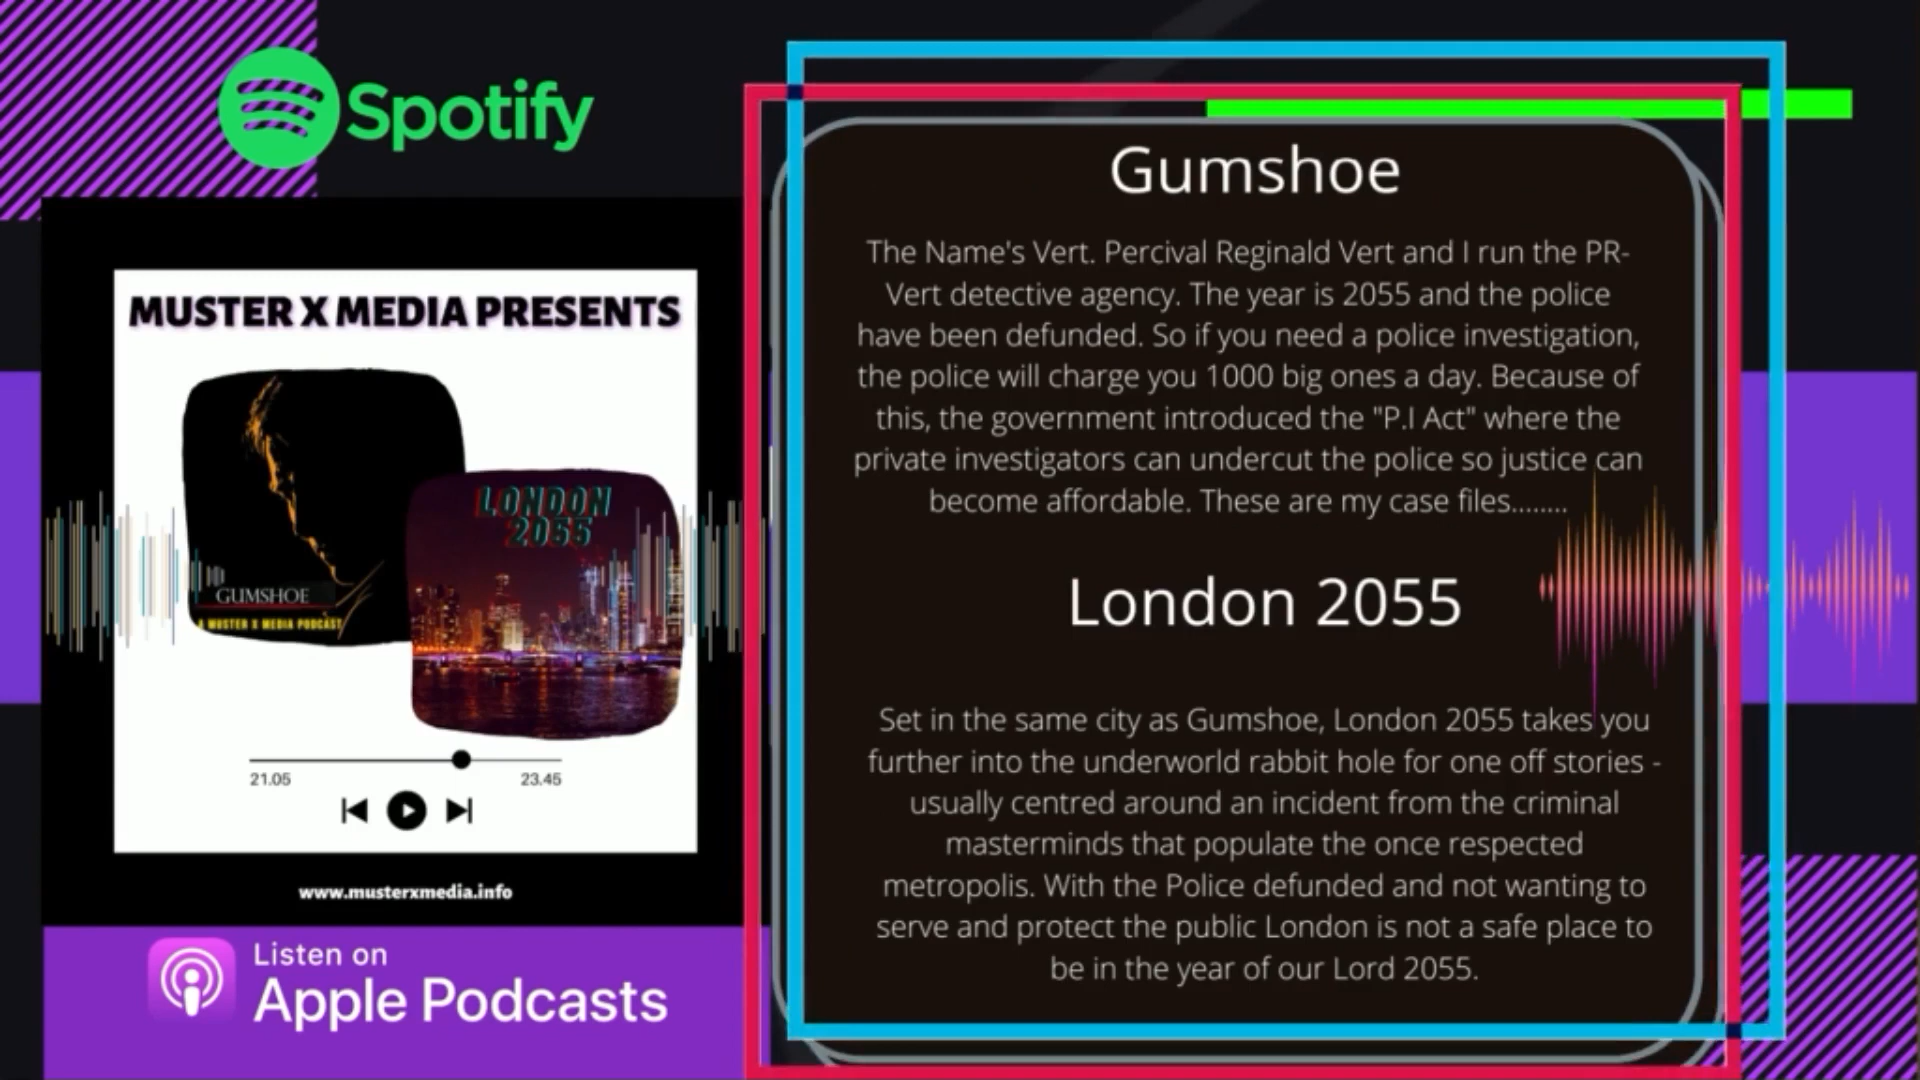 Spotify
MUSTER X MEDIA PRESENTS
GUMSHOE
A MUSTER X MEDIA PODCAST
LONDON
2055
21.05
23.45
www.musterxmedia.info
Listen on
Apple Podcasts
Gumshoe
The Name's Vert. Percival Reginald Vert and I run the PR-
Vert detective agency. The year is 2055 and the police
have been defunded. So if you need a police investigation,
the police will charge you 1000 big ones a day. Because of
this, the government introduced the "P.I Act" where the
private investigators can undercut the police so justice can
become affordable. These are my case files........
London 2055
Set in the same city as Gumshoe, London 2055 takes you
further into the underworld rabbit hole for one off stories -
usually centred around an incident from the criminal
masterminds that populate the once respected
metropolis. With the Police defunded and not wanting to
serve and protect the public London is not a safe place to
be in the year of our Lord 2055.